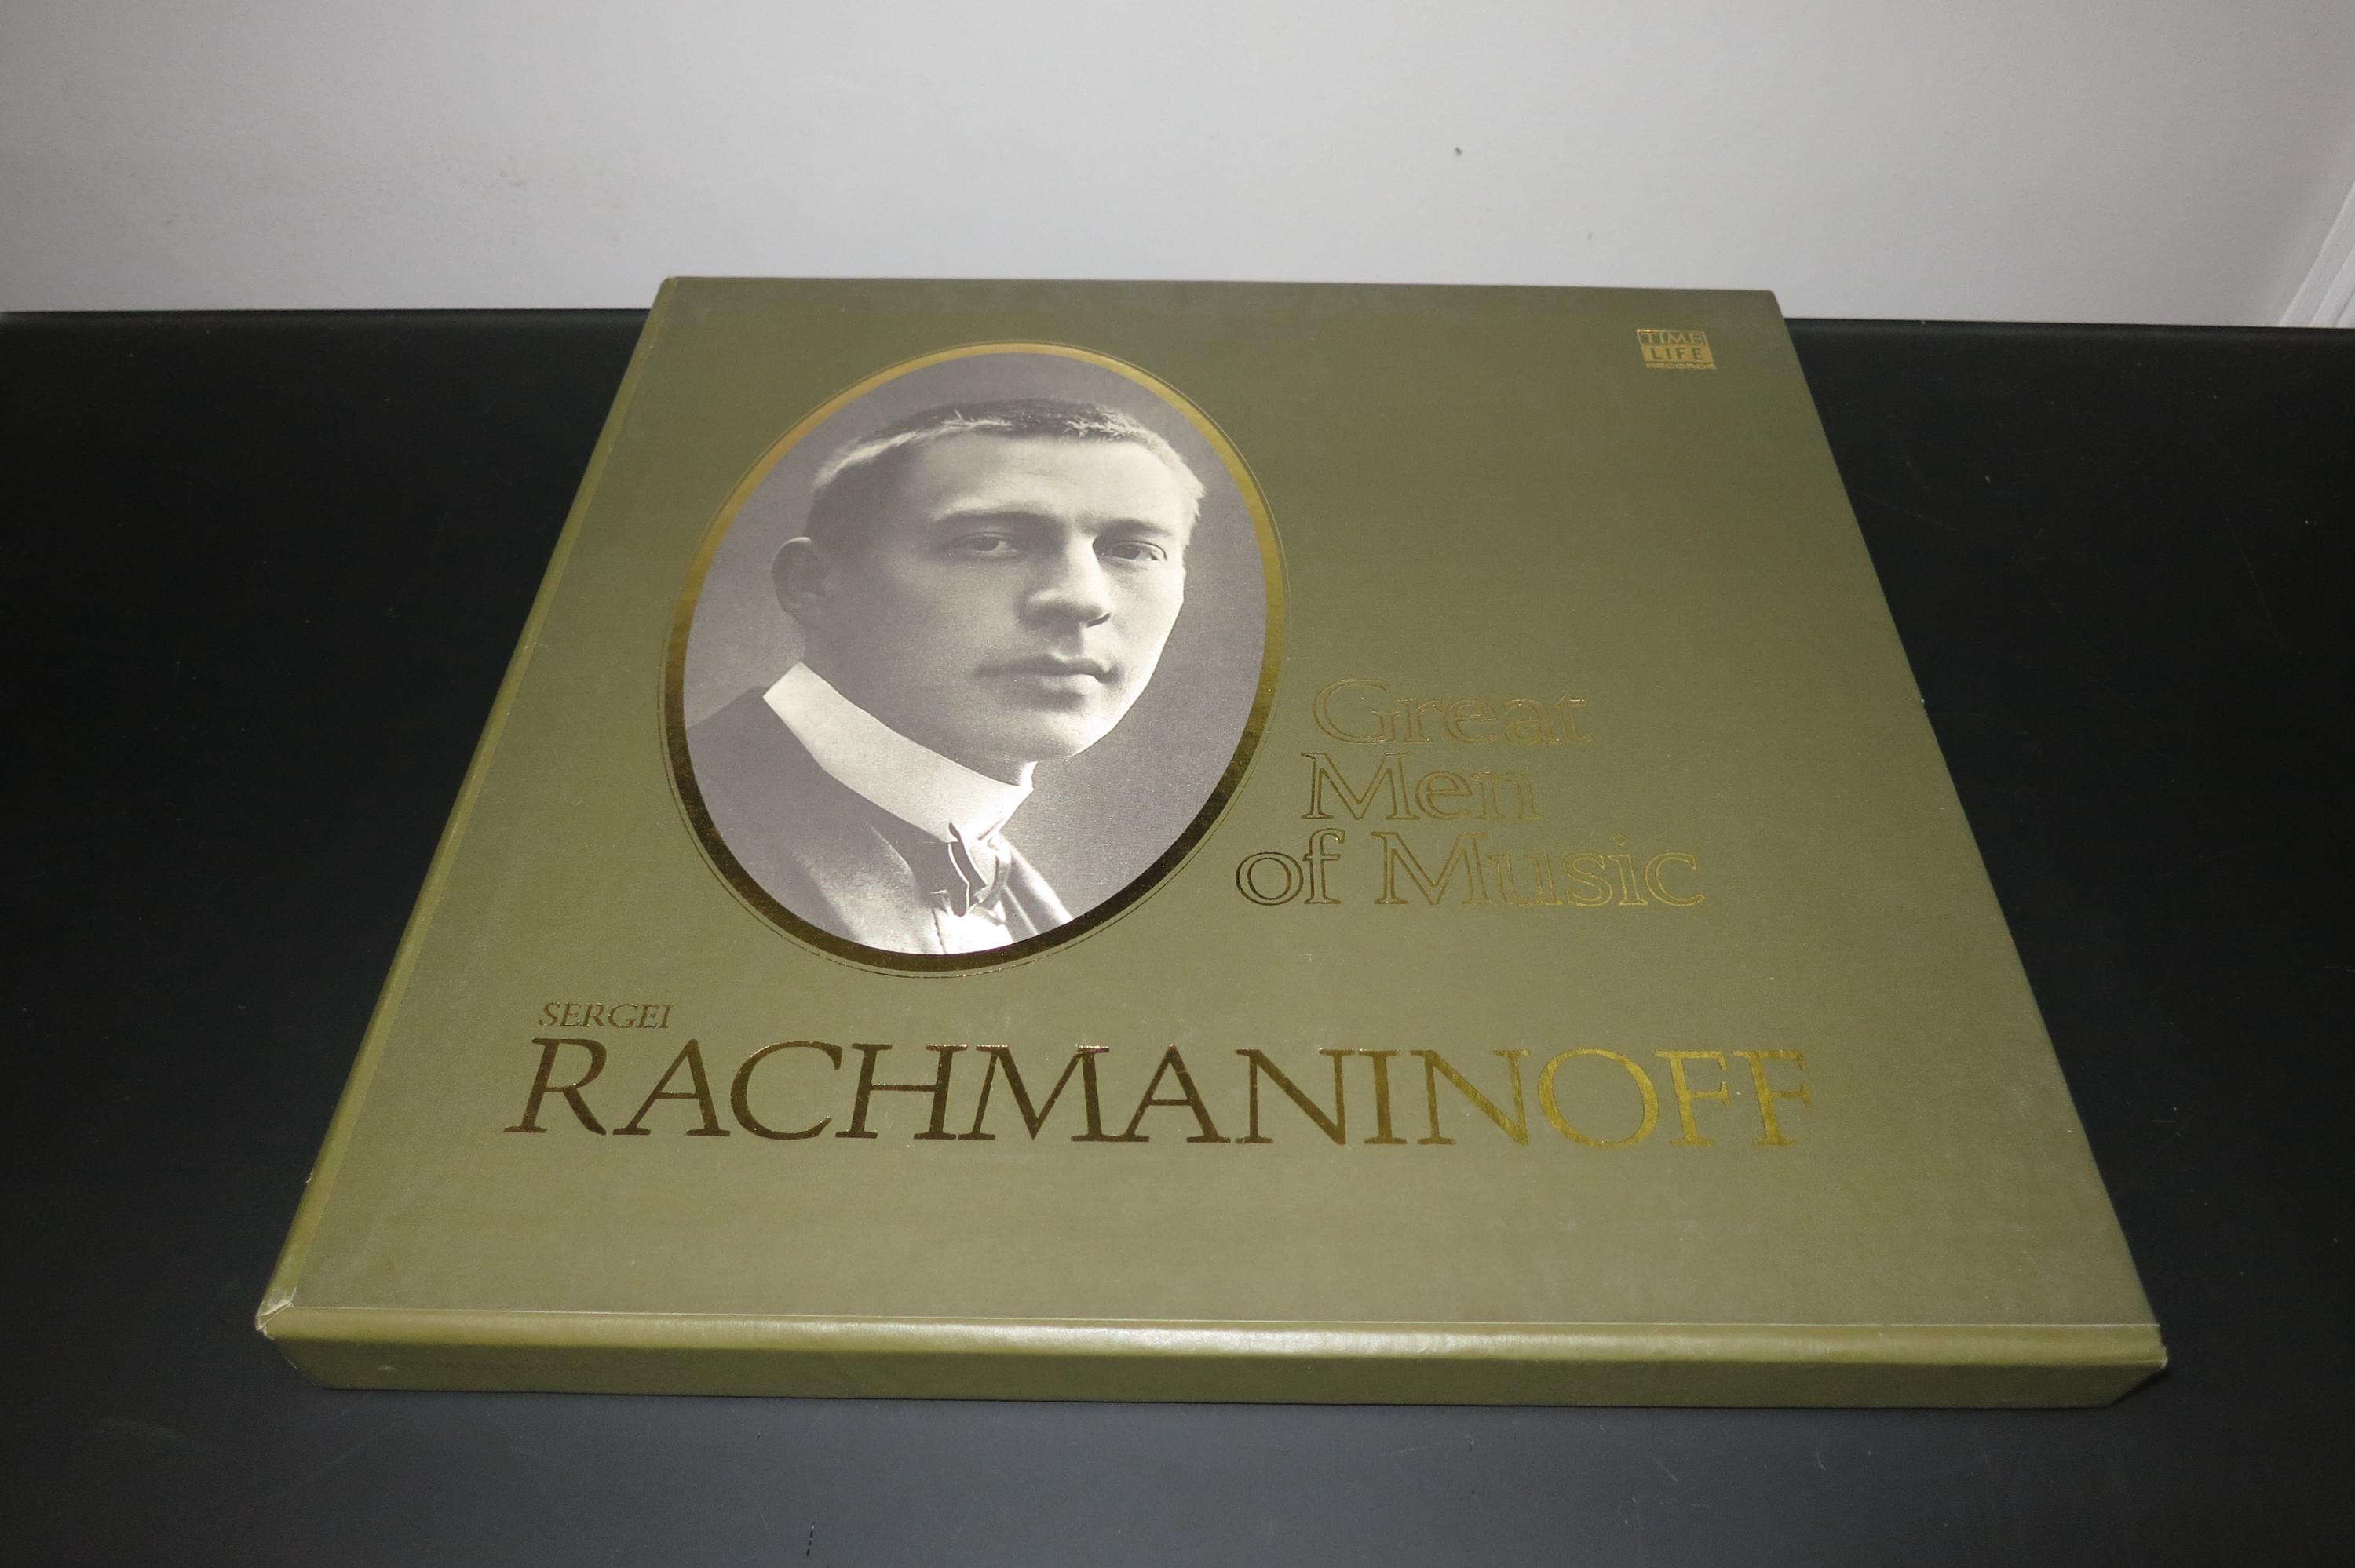 TIME
LIFE
RECORDS
Great
Men
of Music
SERGEI
RACHMANINOFF